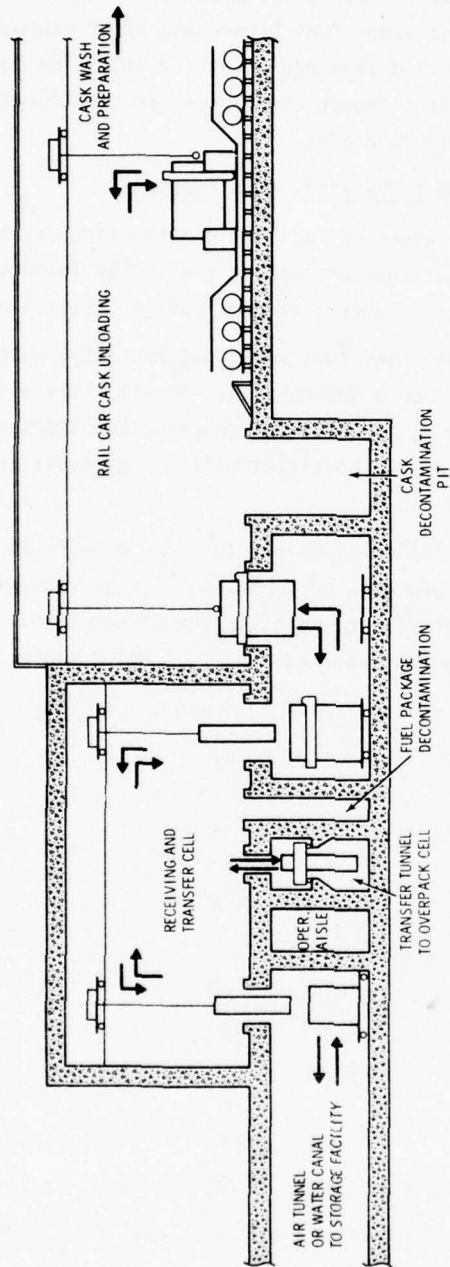 CASK WASH
AND PREPARATION
RAIL CAR CASK UNLOADING
CASK
DECONTAMINATION
PIT
FUEL PACKAGE
DECONTAMINATION
RECEIVING AND
TRANSFER CELL
TRANSFER TUNNEL
TO OVERPACK CELL
OPER.
AISLE
AIR TUNNEL
OR WATER CANAL
TO STORAGE FACILITY